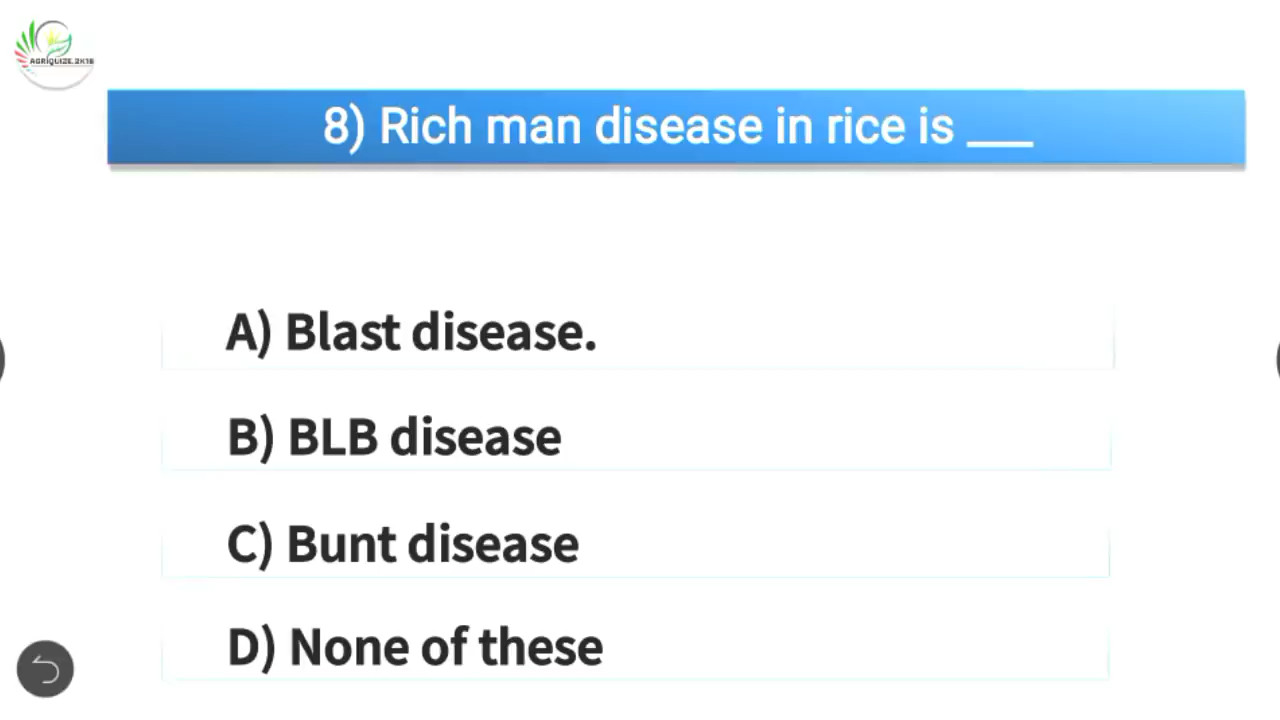 AGRIQUIZE.2K18
8) Rich man disease in rice is ___
A) Blast disease.
B) BLB disease
C) Bunt disease
D) None of these